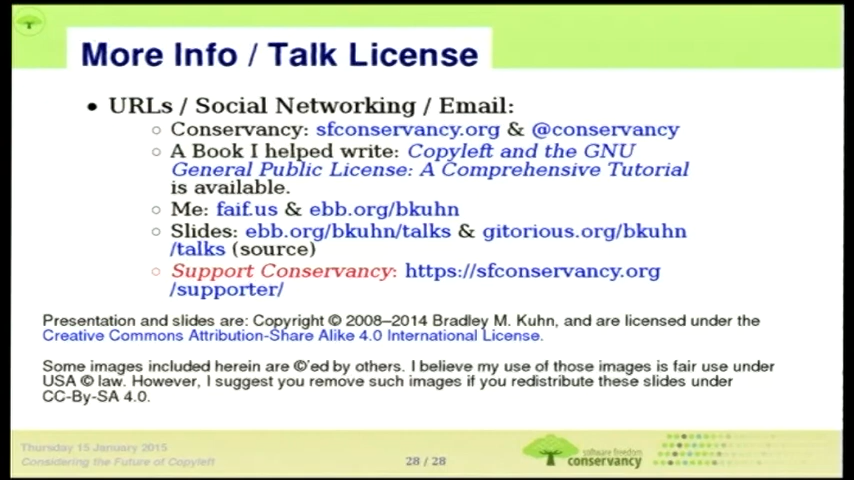 More Info / Talk License
• URLs / Social Networking / Email:
○ Conservancy: sfconservancy.org & @conservancy
○ A Book I helped write: Copyleft and the GNU
General Public License: A Comprehensive Tutorial
is available.
○ Me: faif.us & ebb.org/bkuhn
○ Slides: ebb.org/bkuhn/talks & gitorious.org/bkuhn
/talks (source)
○ Support Conservancy: https://sfconservancy.org
/supporter/
Presentation and slides are: Copyright © 2008–2014 Bradley M. Kuhn, and are licensed under the
Creative Commons Attribution-Share Alike 4.0 International License.
Some images included herein are ©'ed by others. I believe my use of those images is fair use under
USA © law. However, I suggest you remove such images if you redistribute these slides under
CC-By-SA 4.0.
Thursday 15 January 2015
Considering the Future of Copyleft
28 / 28
software freedom
conservancy